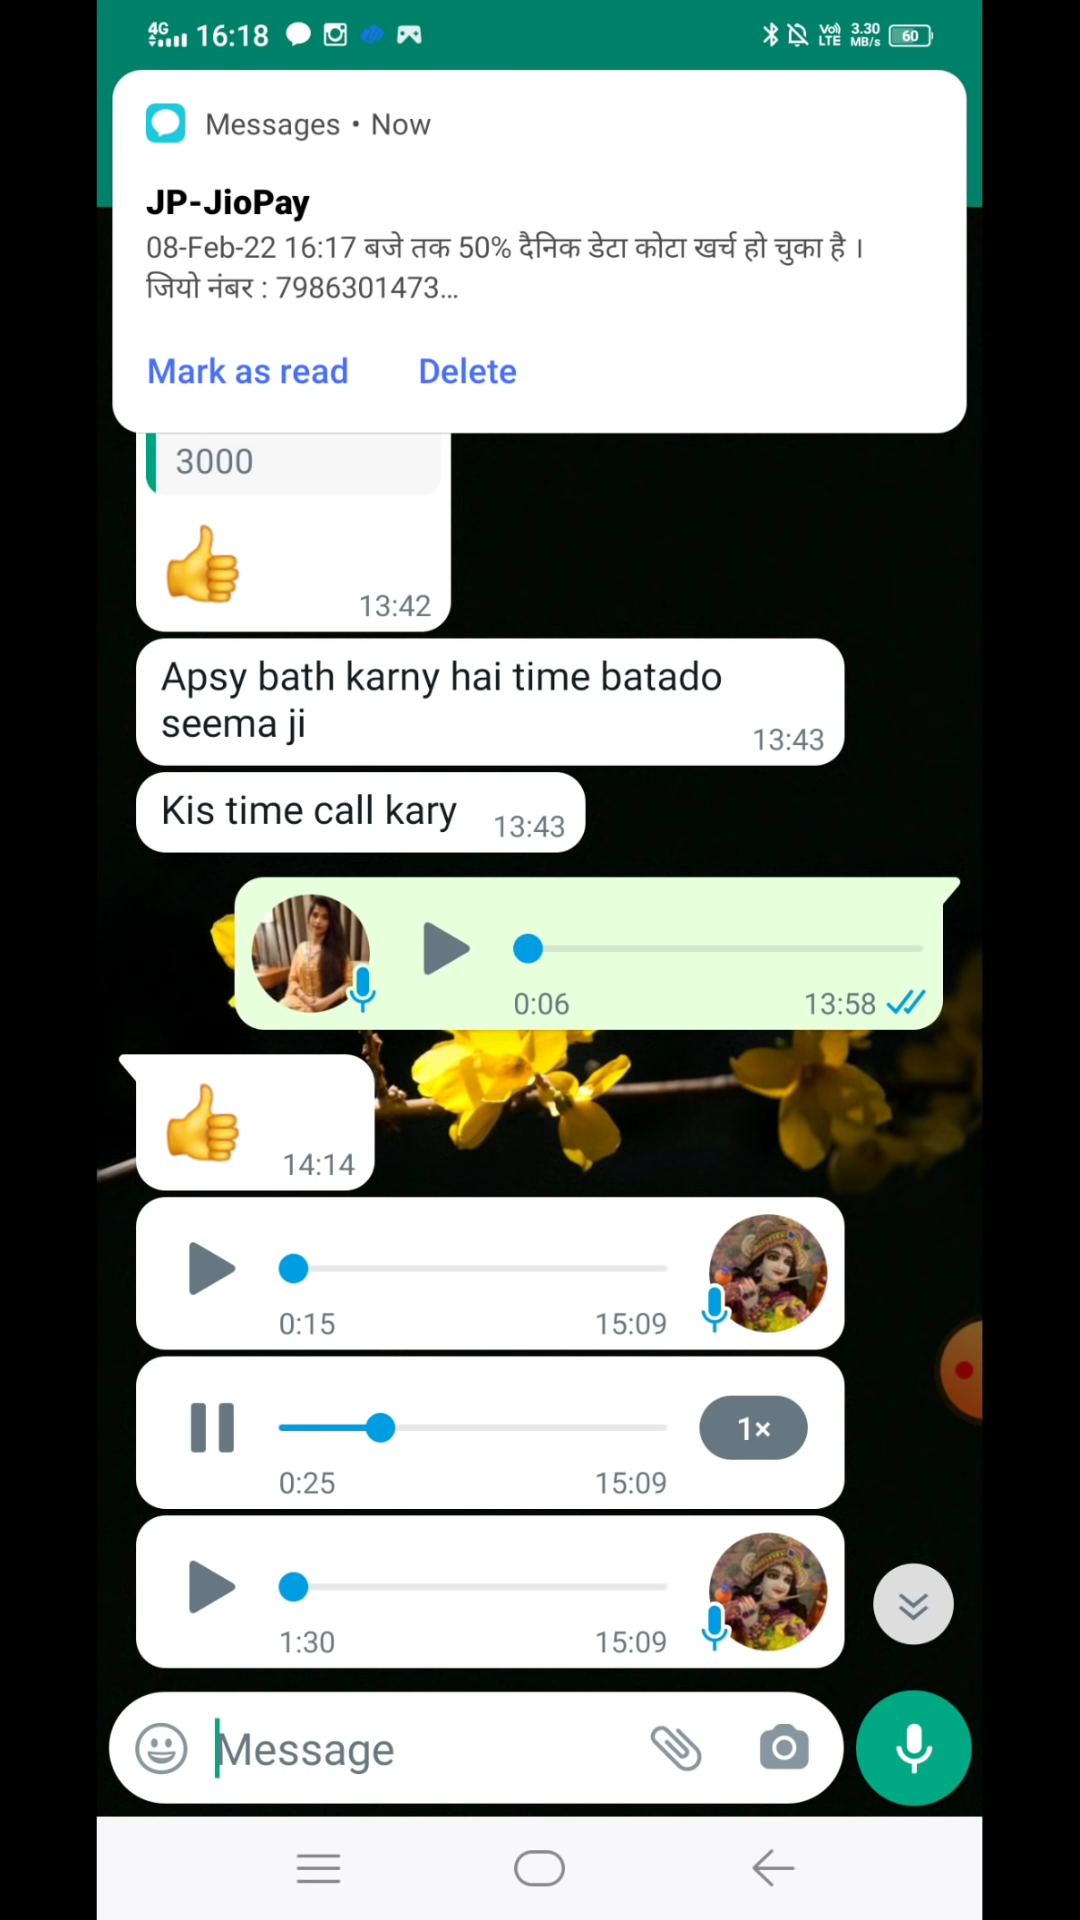 4G 16:18 Vo) LTE 3.30 MB/s 60
Messages • Now
JP-JioPay
08-Feb-22 16:17 बजे तक 50% दैनिक डेटा कोटा खर्च हो चुका है ।
जियो नंबर : 7986301473...
Mark as read Delete
3000
13:42
Apsy bath karny hai time batado
seema ji
13:43
Kis time call kary 13:43
0:06 13:58
14:14
0:15 15:09
1×
0:25 15:09
1:30 15:09
Message